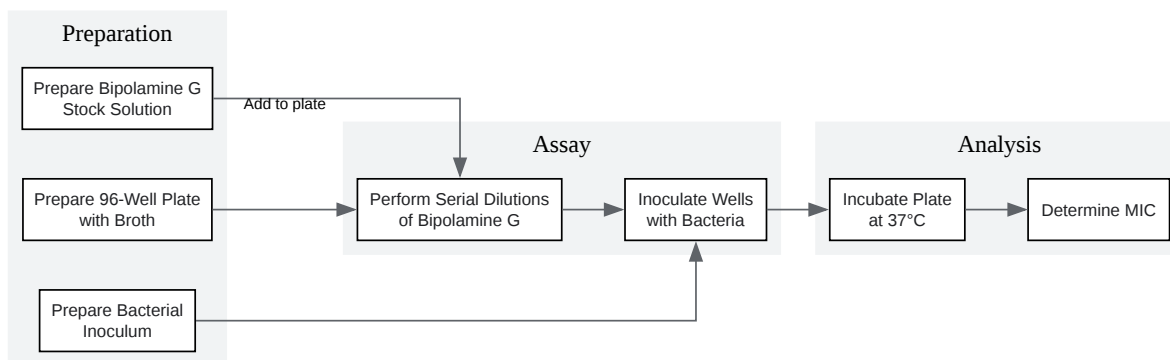 Preparation
Prepare Bipolamine G
Stock Solution
Add to plate
Prepare 96-Well Plate
with Broth
Prepare Bacterial
Inoculum
Assay
Perform Serial Dilutions
of Bipolamine G
Inoculate Wells
with Bacteria
Analysis
Incubate Plate
at 37°C
Determine MIC